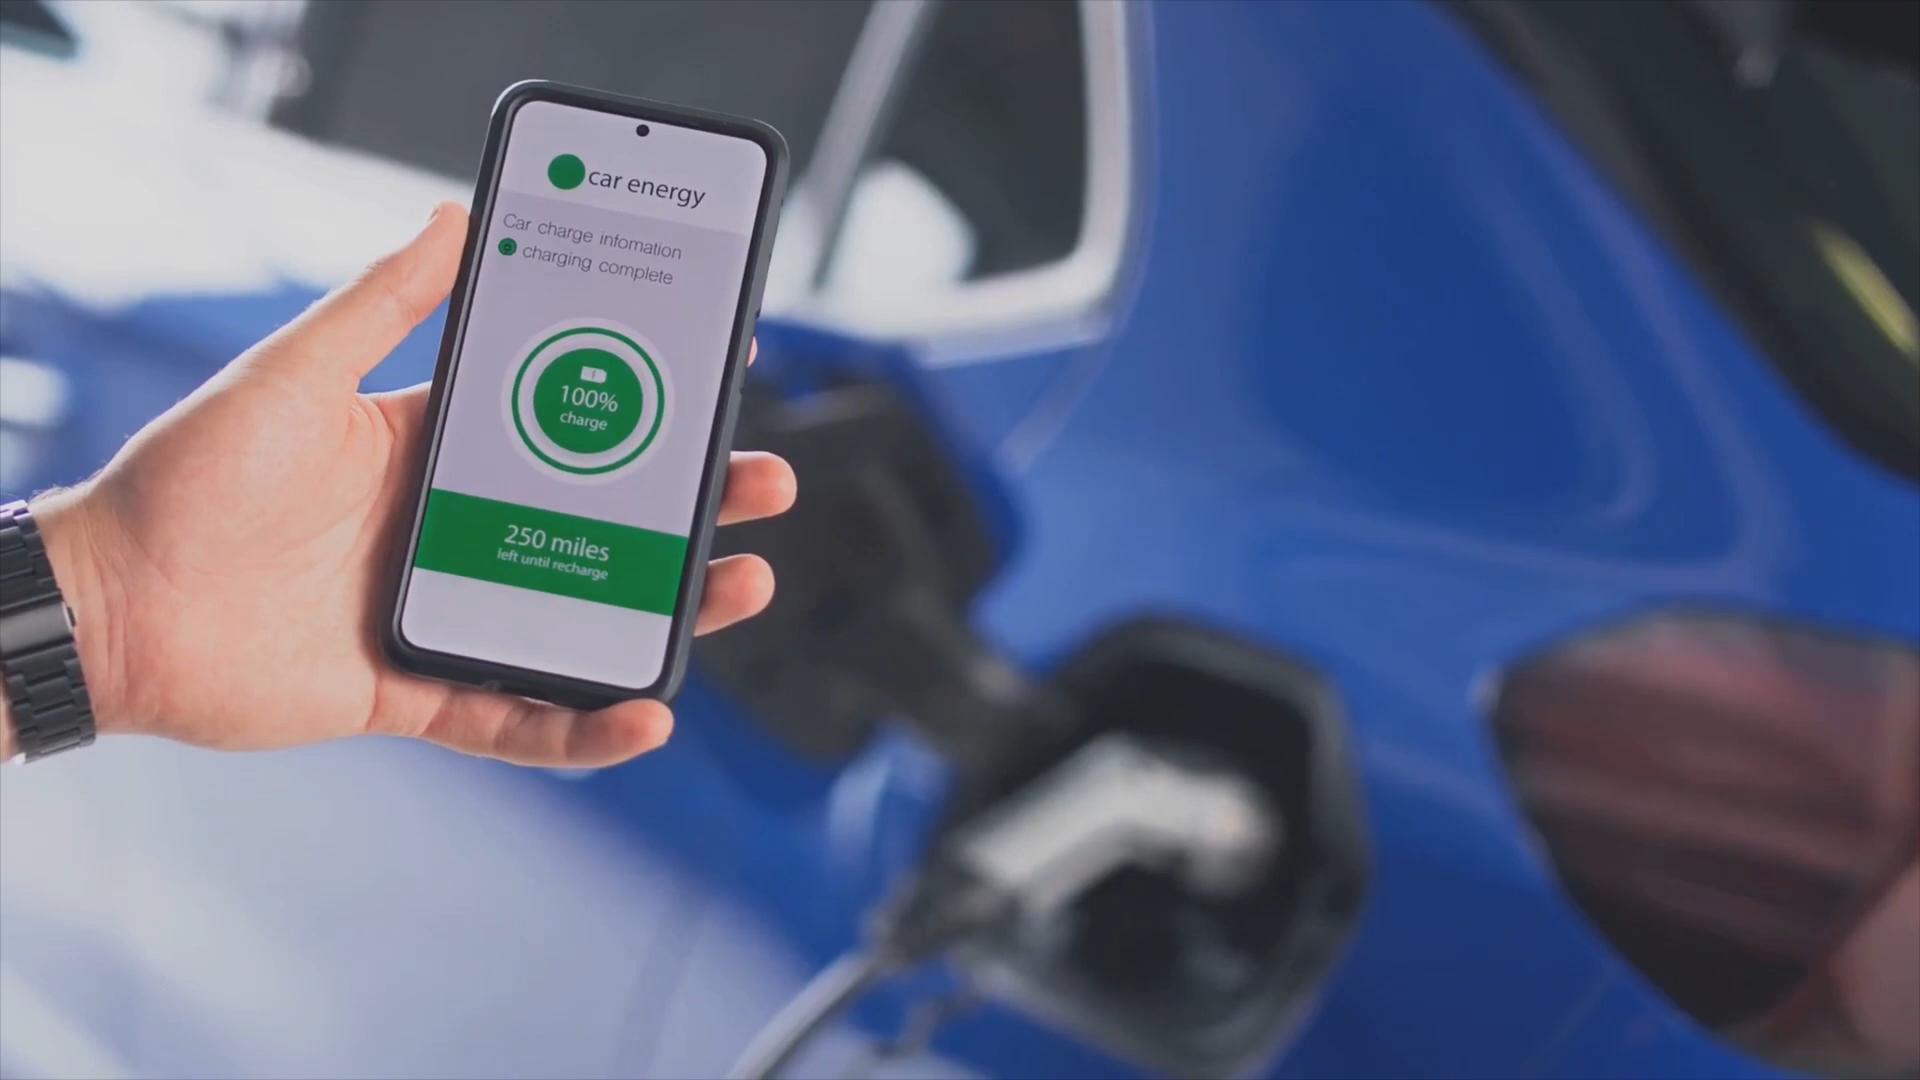 car energy
Car charge infomation
charging complete
100%
charge
250 miles
left until recharge